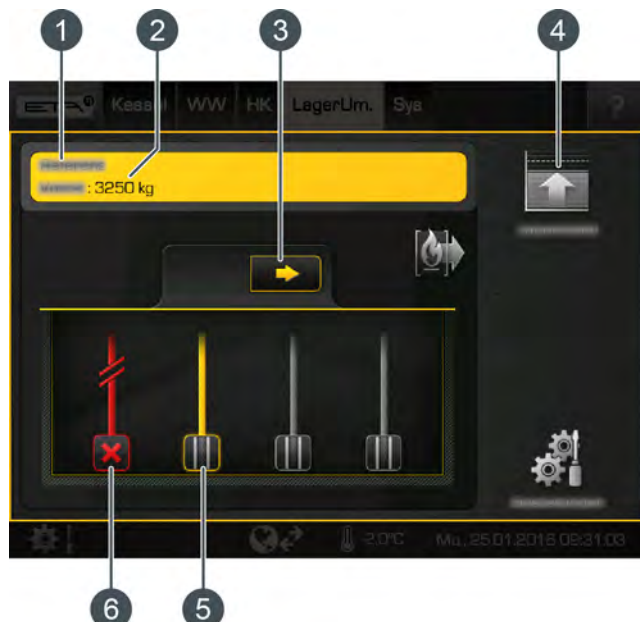 1 2 3 4
ETA Kessel WW HK LagerUm. Sys ?
: 3250 kg
-2,0°C Mo, 25.01.2016 09:31:03
6 5